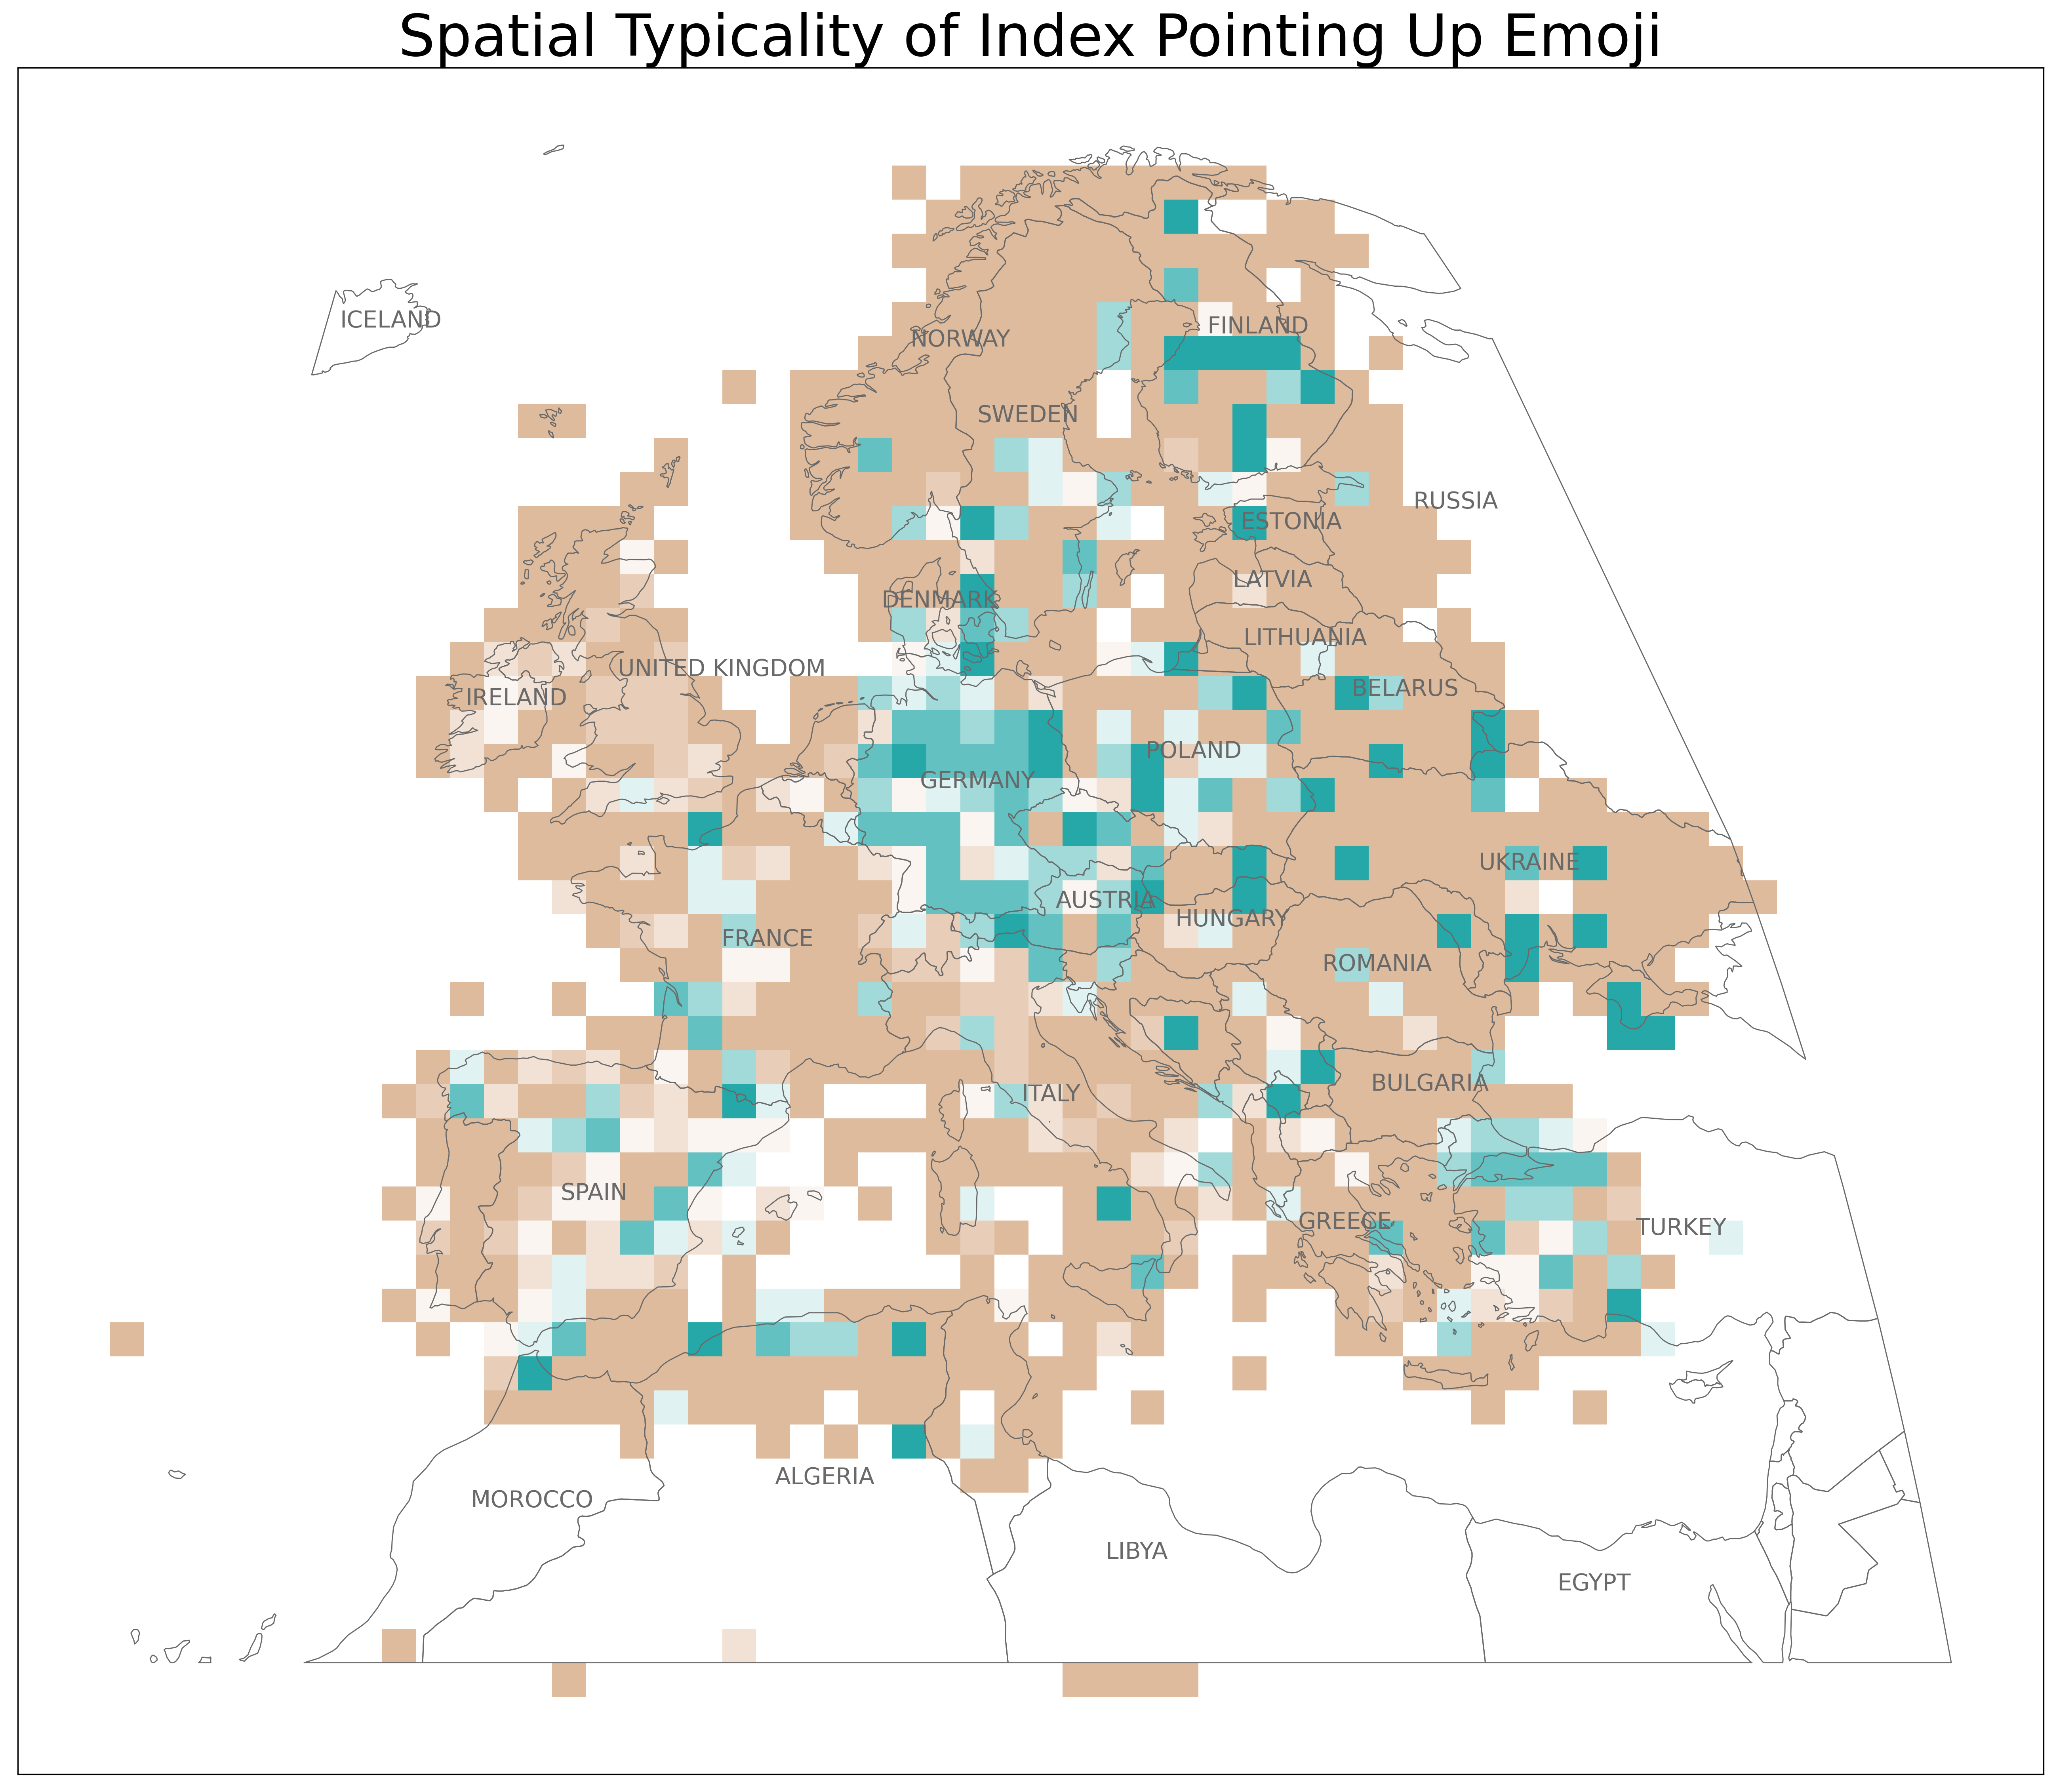 Spatial Typicality of Index Pointing Up Emoji
ICELAND
FINLAND
NORWAY
SWEDEN
RUSSIA
ESTONIA
LATVIA
DENMARK
LITHUANIA
UNITED KINGDOM
BELARUS
IRELAND
POLAND
GERMANY
UKRAINE
AUSTRIA
HUNGARY
FRANCE
ROMANIA
BULGARIA
ITALY
SPAIN
GREECE
TURKEY
ALGERIA
MOROCCO
LIBYA
EGYPT